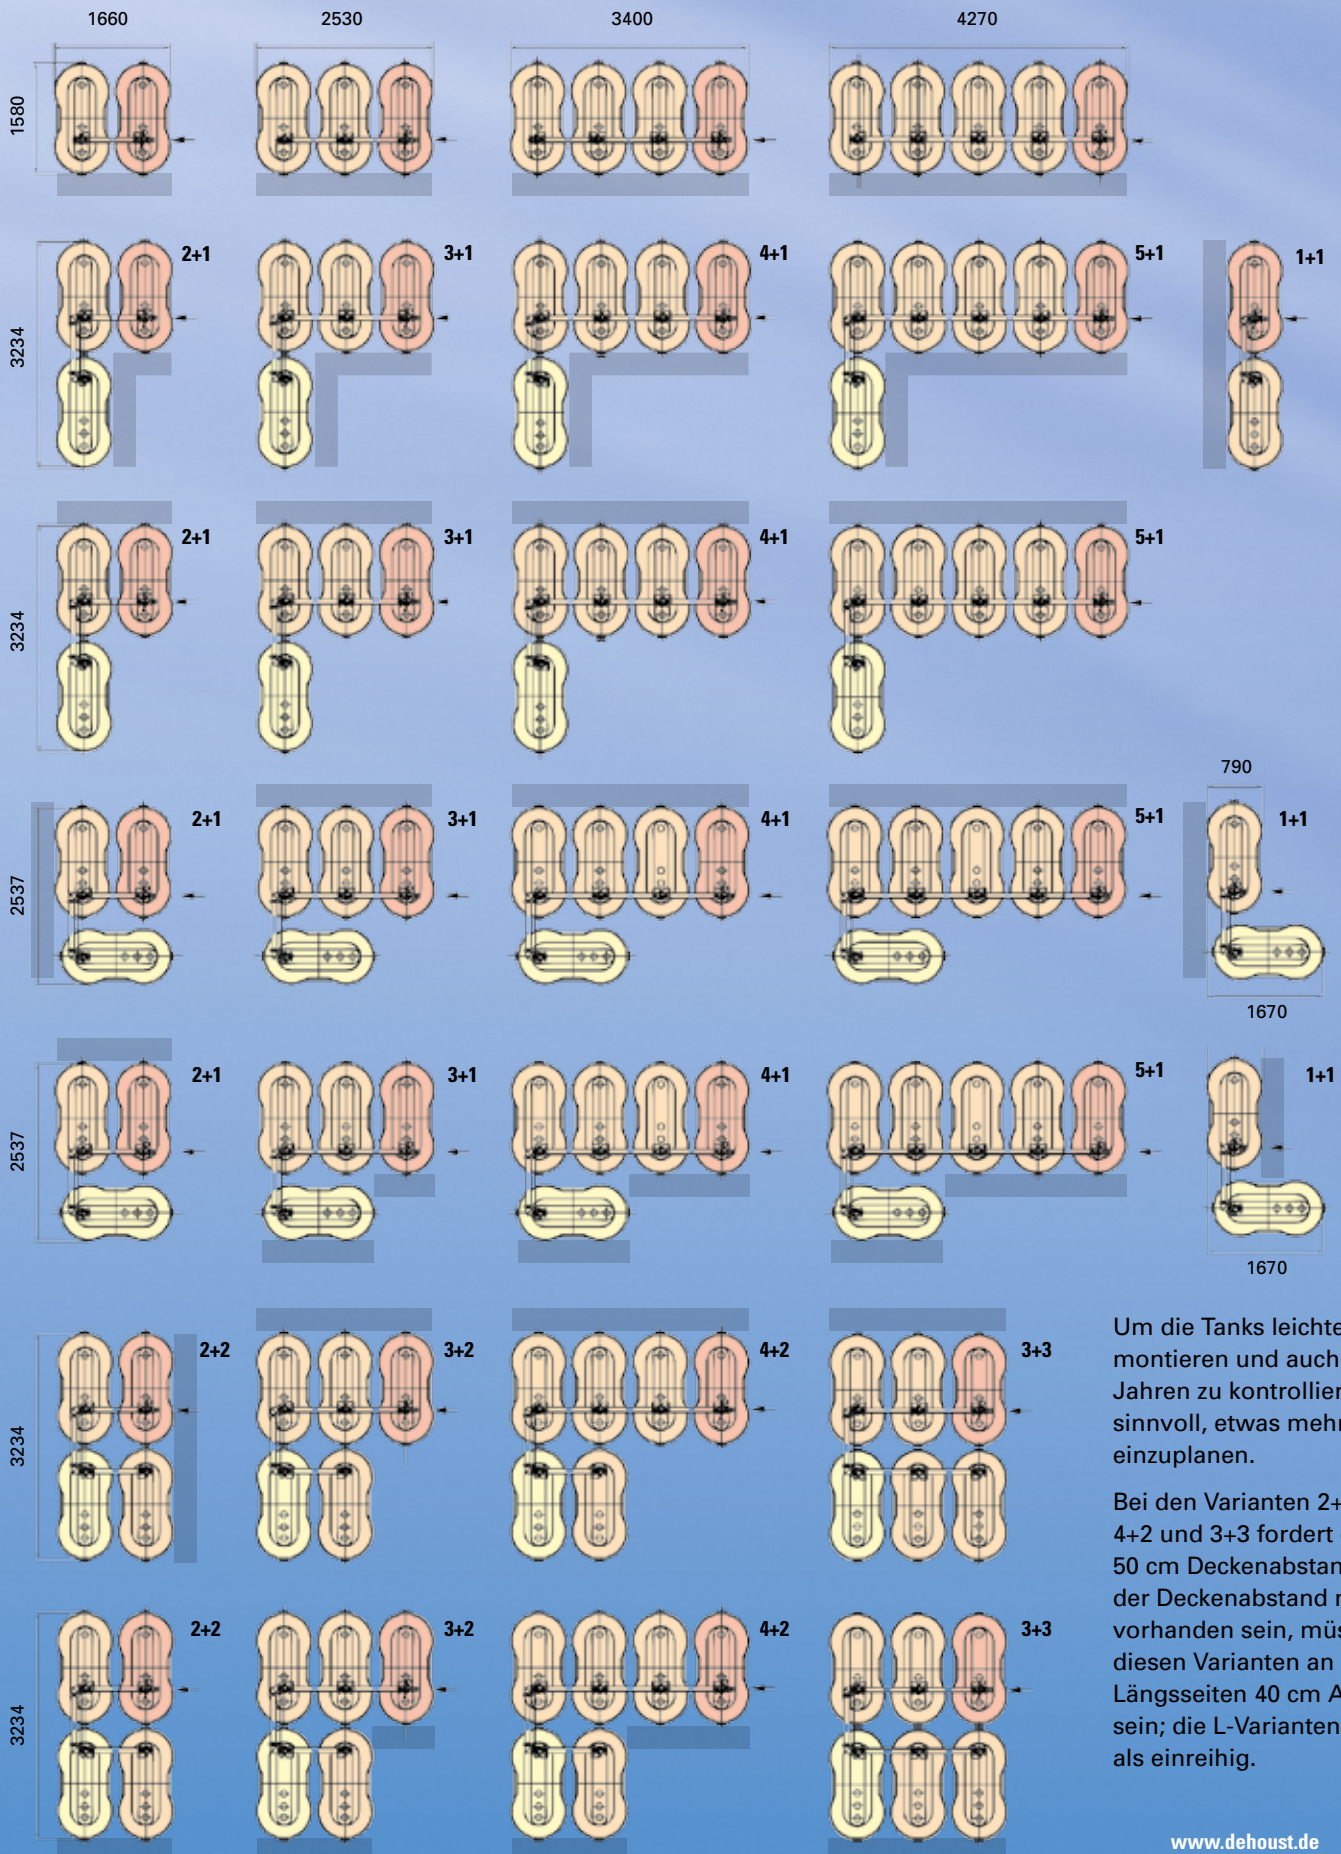 1660 2530 3400 4270
1580
2+1 3+1 4+1 5+1 1+1
3234
2+1 3+1 4+1 5+1
3234
790
2+1 3+1 4+1 5+1 1+1
2537
1670
2+1 3+1 4+1 5+1 1+1
2537
1670
2+2 3+2 4+2 3+3
3234
2+2 3+2 4+2 3+3
3234
Um die Tanks leichte
montieren und auch
Jahren zu kontrollier
sinnvoll, etwas mehr
einzuplanen.
Bei den Varianten 2+
4+2 und 3+3 fordert
50 cm Deckenabstan
der Deckenabstand
vorhanden sein, müs
diesen Varianten an
Längsseiten 40 cm A
sein; die L-Varianten
als einreihig.
www.dehoust.de